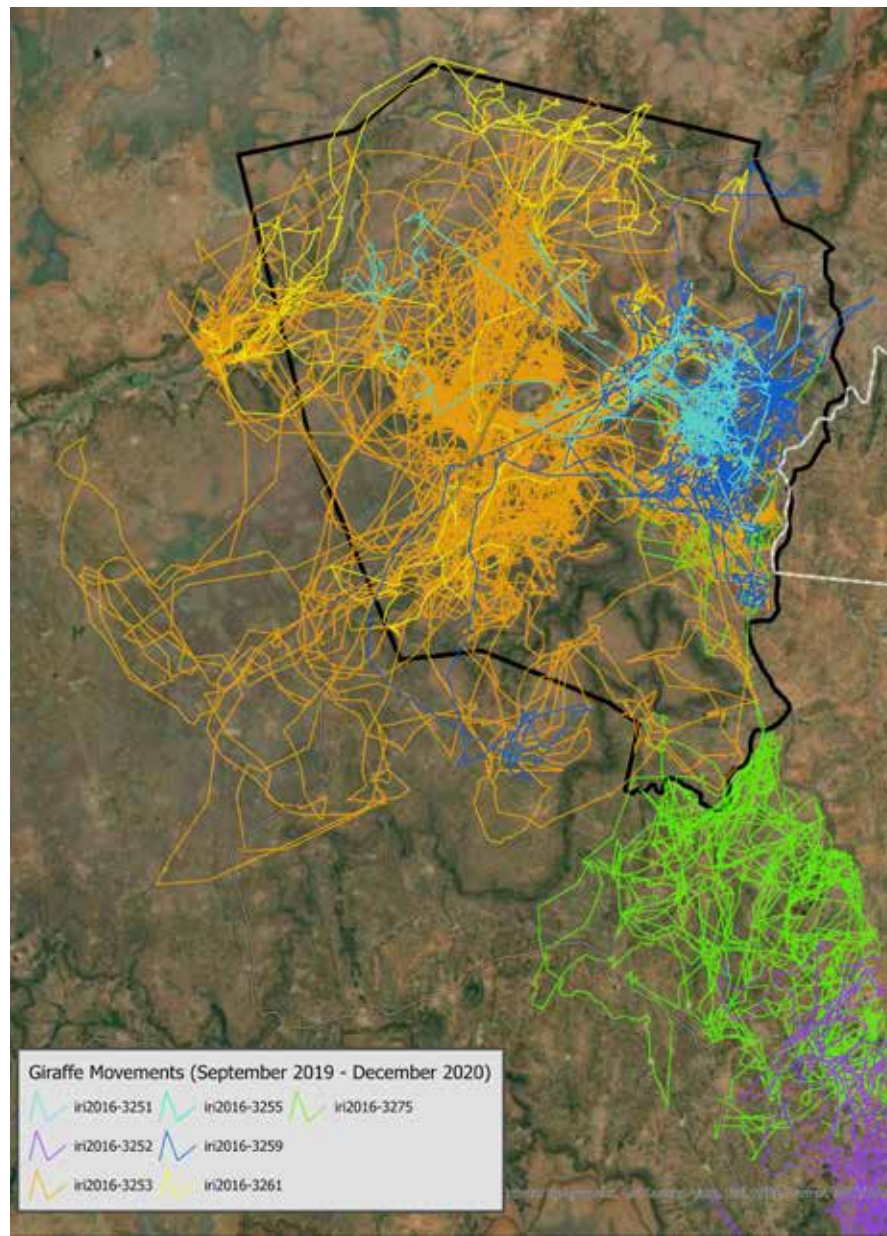 Giraffe Movements (September 2019 - December 2020)
iri2016-3251 iri2016-3255 iri2016-3275
iri2016-3252 iri2016-3259
iri2016-3253 iri2016-3261